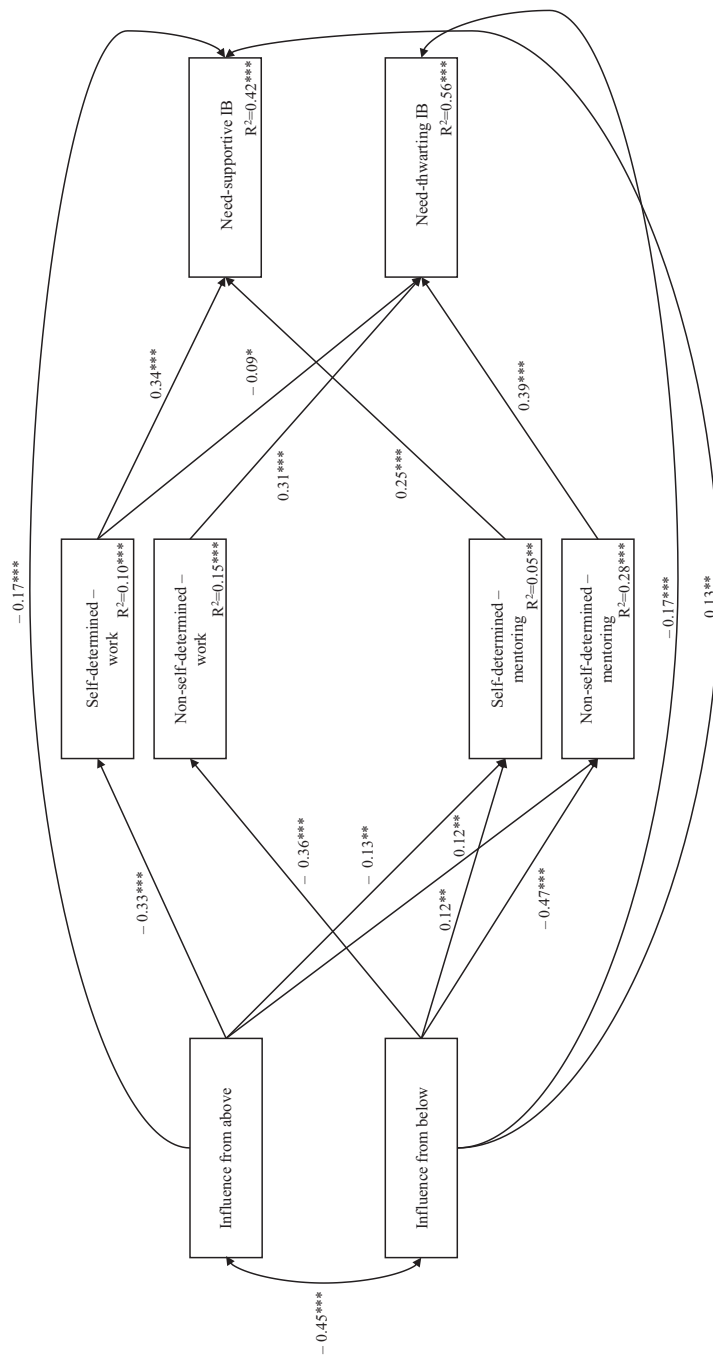 – 0.17***
Need-supportive IB
R²=0.42***
Need-thwarting IB
R²=0.56***
0.34***
– 0.09*
0.31***
0.25***
0.39***
Self-determined –
work
R²=0.10***
Non-self-determined –
work
R²=0.15***
Self-determined –
mentoring
R²=0.05**
Non-self-determined –
mentoring
R²=0.28***
– 0.17***
0.13**
– 0.33***
– 0.36***
– 0.13**
0.12**
0.12**
– 0.47***
Influence from above
Influence from below
– 0.45***